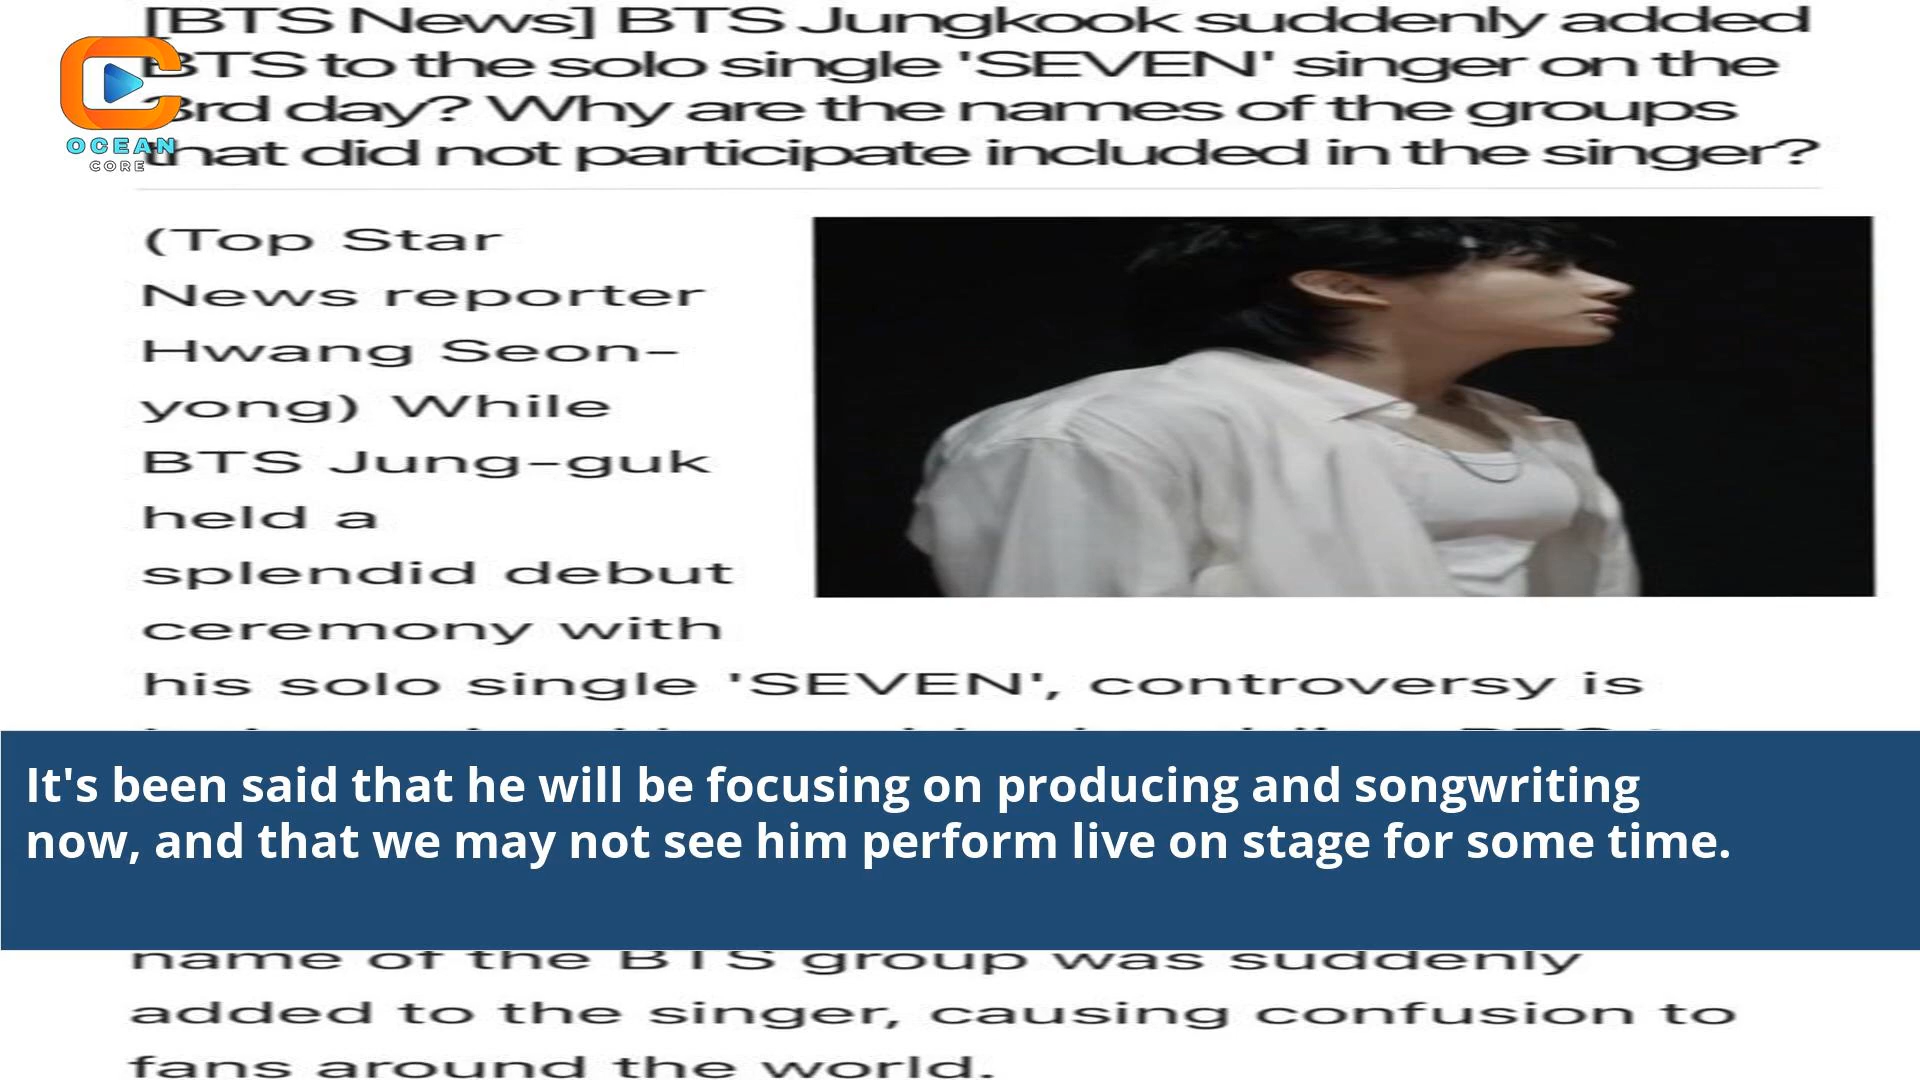 [BTS News] BTS Jungkook suddenly added
BTS to the solo single 'SEVEN' singer on the
3rd day? Why are the names of the groups
that did not participate included in the singer?
OCEAN
CORE
(Top Star
News reporter
Hwang Seon-
yong) While
BTS Jung-guk
held a
splendid debut
ceremony with
his solo single 'SEVEN', controversy is
It's been said that he will be focusing on producing and songwriting
now, and that we may not see him perform live on stage for some time.
name of the BTS group was suddenly
added to the singer, causing confusion to
fans around the world.